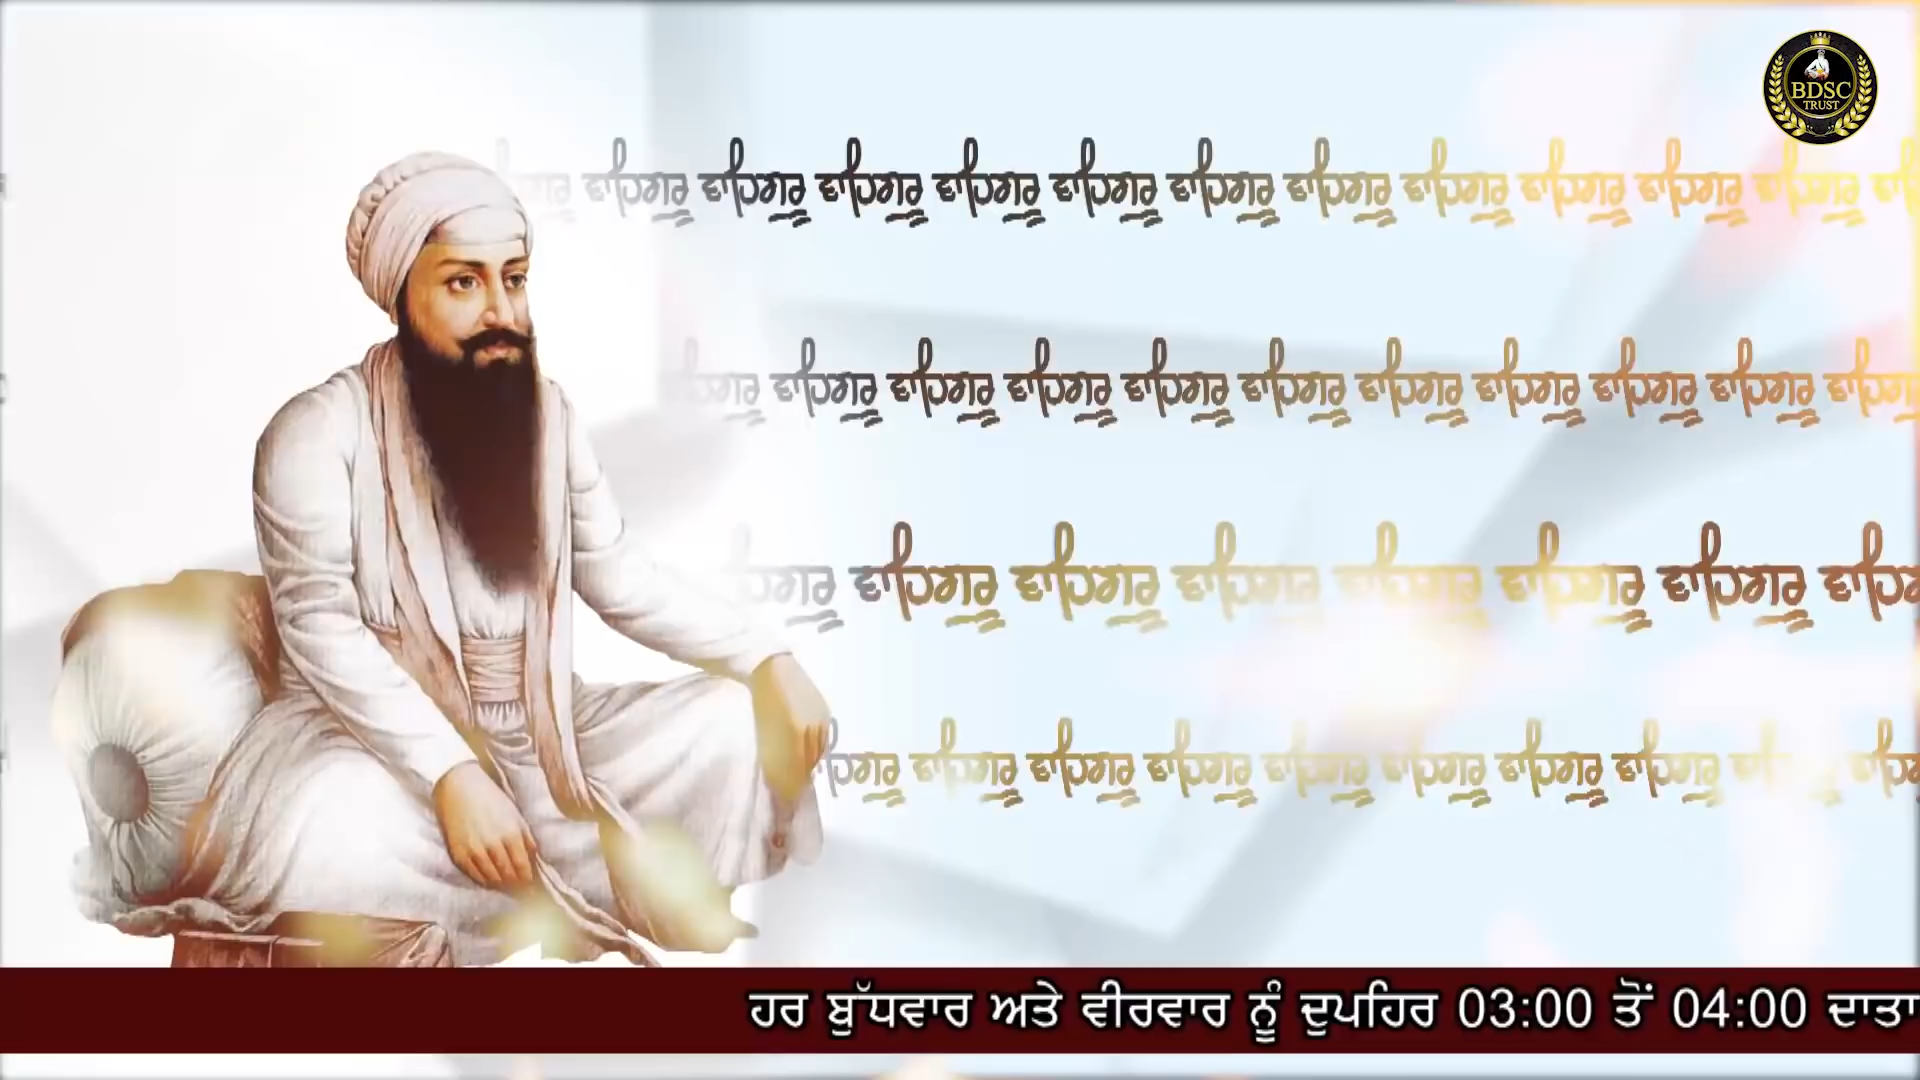 BDSC
TRUST
ਵਾਹਿਗੁਰੂ ਵਾਹਿਗੁਰੂ ਵਾਹਿਗੁਰੂ ਵਾਹਿਗੁਰੂ ਵਾਹਿਗੁਰੂ ਵਾਹਿਗੁਰੂ ਵਾਹਿਗੁਰੂ ਵਾਹਿਗੁਰੂ ਵਾਹਿਗੁਰੂ ਵਾਹਿਗੁਰੂ ਵਾਹਿਗੁਰੂ
ਵਾਹਿਗੁਰੂ ਵਾਹਿਗੁਰੂ ਵਾਹਿਗੁਰੂ ਵਾਹਿਗੁਰੂ ਵਾਹਿਗੁਰੂ ਵਾਹਿਗੁਰੂ ਵਾਹਿਗੁਰੂ ਵਾਹਿਗੁਰੂ ਵਾਹਿਗੁਰੂ
ਵਾਹਿਗੁਰੂ ਵਾਹਿਗੁਰੂ ਵਾਹਿਗੁਰੂ ਵਾਹਿਗੁਰੂ ਵਾਹਿਗੁਰੂ ਵਾਹਿਗੁਰੂ
ਵਾਹਿਗੁਰੂ ਵਾਹਿਗੁਰੂ ਵਾਹਿਗੁਰੂ ਵਾਹਿਗੁਰੂ ਵਾਹਿਗੁਰੂ ਵਾਹਿਗੁਰੂ ਵਾਹਿਗੁਰੂ
ਹਰ ਬੁੱਧਵਾਰ ਅਤੇ ਵੀਰਵਾਰ ਨੂੰ ਦੁਪਹਿਰ 03:00 ਤੋਂ 04:00 ਦਾਤਾ